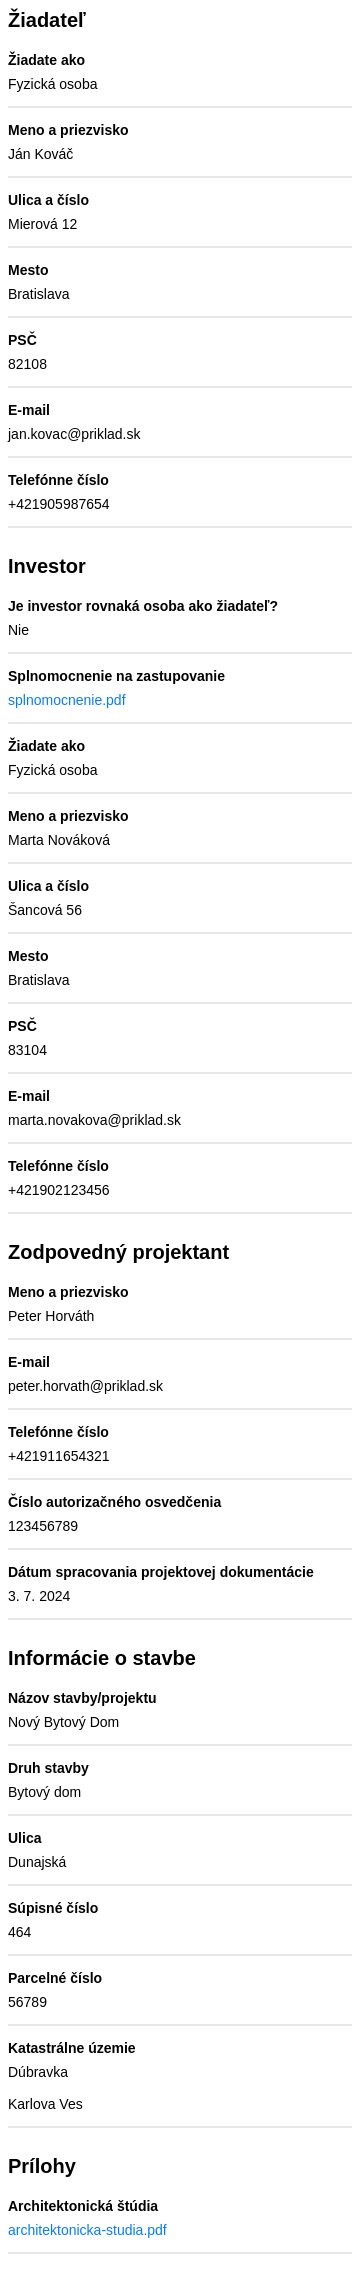 Žiadateľ
Žiadate ako
Fyzická osoba
Meno a priezvisko
Ján Kováč
Ulica a číslo
Mierová 12
Mesto
Bratislava
PSČ
82108
E-mail
jan.kovac@priklad.sk
Telefónne číslo
+421905987654
Investor
Je investor rovnaká osoba ako žiadateľ?
Nie
Splnomocnenie na zastupovanie
splnomocnenie.pdf
Žiadate ako
Fyzická osoba
Meno a priezvisko
Marta Nováková
Ulica a číslo
Šancová 56
Mesto
Bratislava
PSČ
83104
E-mail
marta.novakova@priklad.sk
Telefónne číslo
+421902123456
Zodpovedný projektant
Meno a priezvisko
Peter Horváth
E-mail
peter.horvath@priklad.sk
Telefónne číslo
+421911654321
Číslo autorizačného osvedčenia
123456789
Dátum spracovania projektovej dokumentácie
3. 7. 2024
Informácie o stavbe
Názov stavby/projektu
Nový Bytový Dom
Druh stavby
Bytový dom
Ulica
Dunajská
Súpisné číslo
464
Parcelné číslo
56789
Katastrálne územie
Dúbravka
Karlova Ves
Prílohy
Architektonická štúdia
architektonicka-studia.pdf